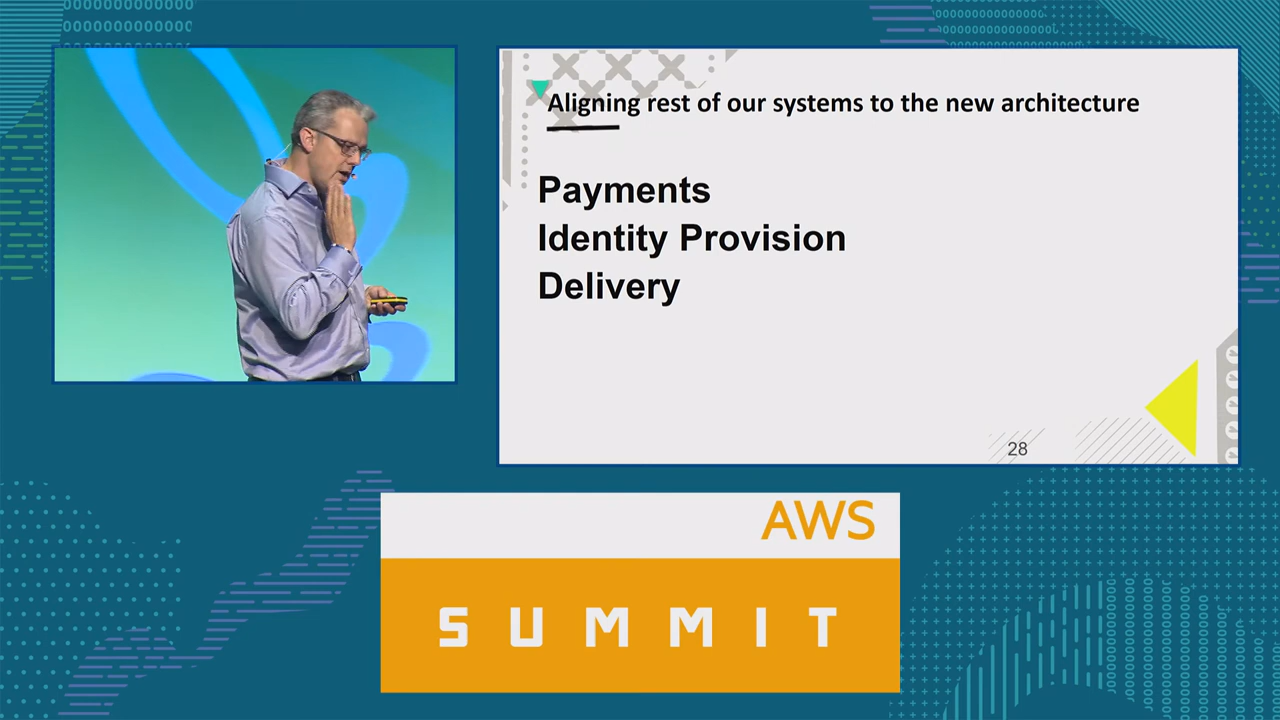 Aligning rest of our systems to the new architecture
Payments
Identity Provision
Delivery
28
AWS
SUMMIT